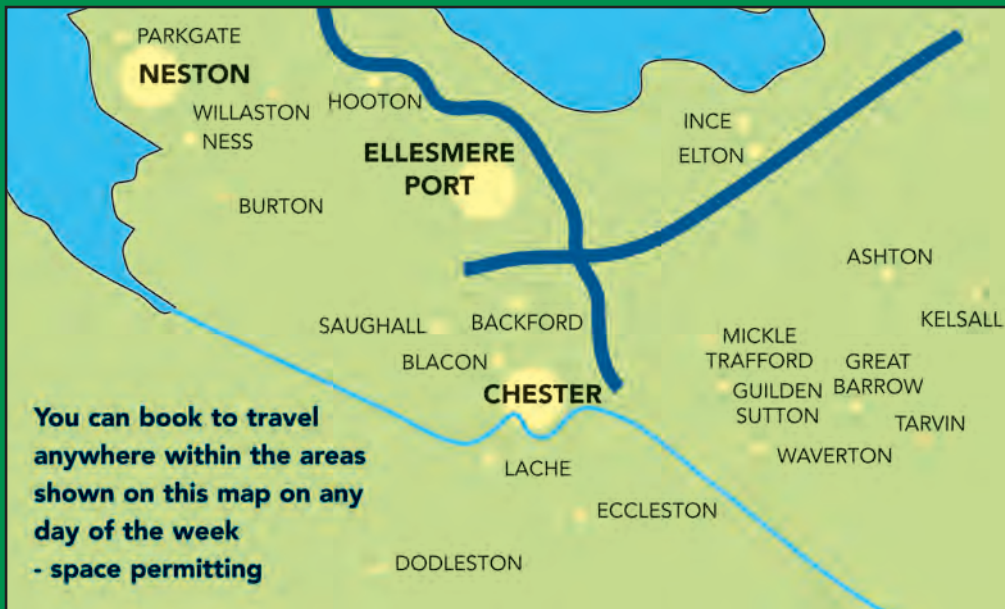 PARKGATE
NESTON
WILLASTON
NESS
HOOTON
BURTON
ELLESMERE
PORT
INCE
ELTON
ASHTON
KELSALL
SAUGHALL
BACKFORD
BLACON
CHESTER
MICKLE
TRAFFORD
GREAT
BARROW
GUILDEN
SUTTON
TARVIN
WAVERTON
LACHE
ECCLESTON
DODLESTON
You can book to travel
anywhere within the areas
shown on this map on any
day of the week
- space permitting